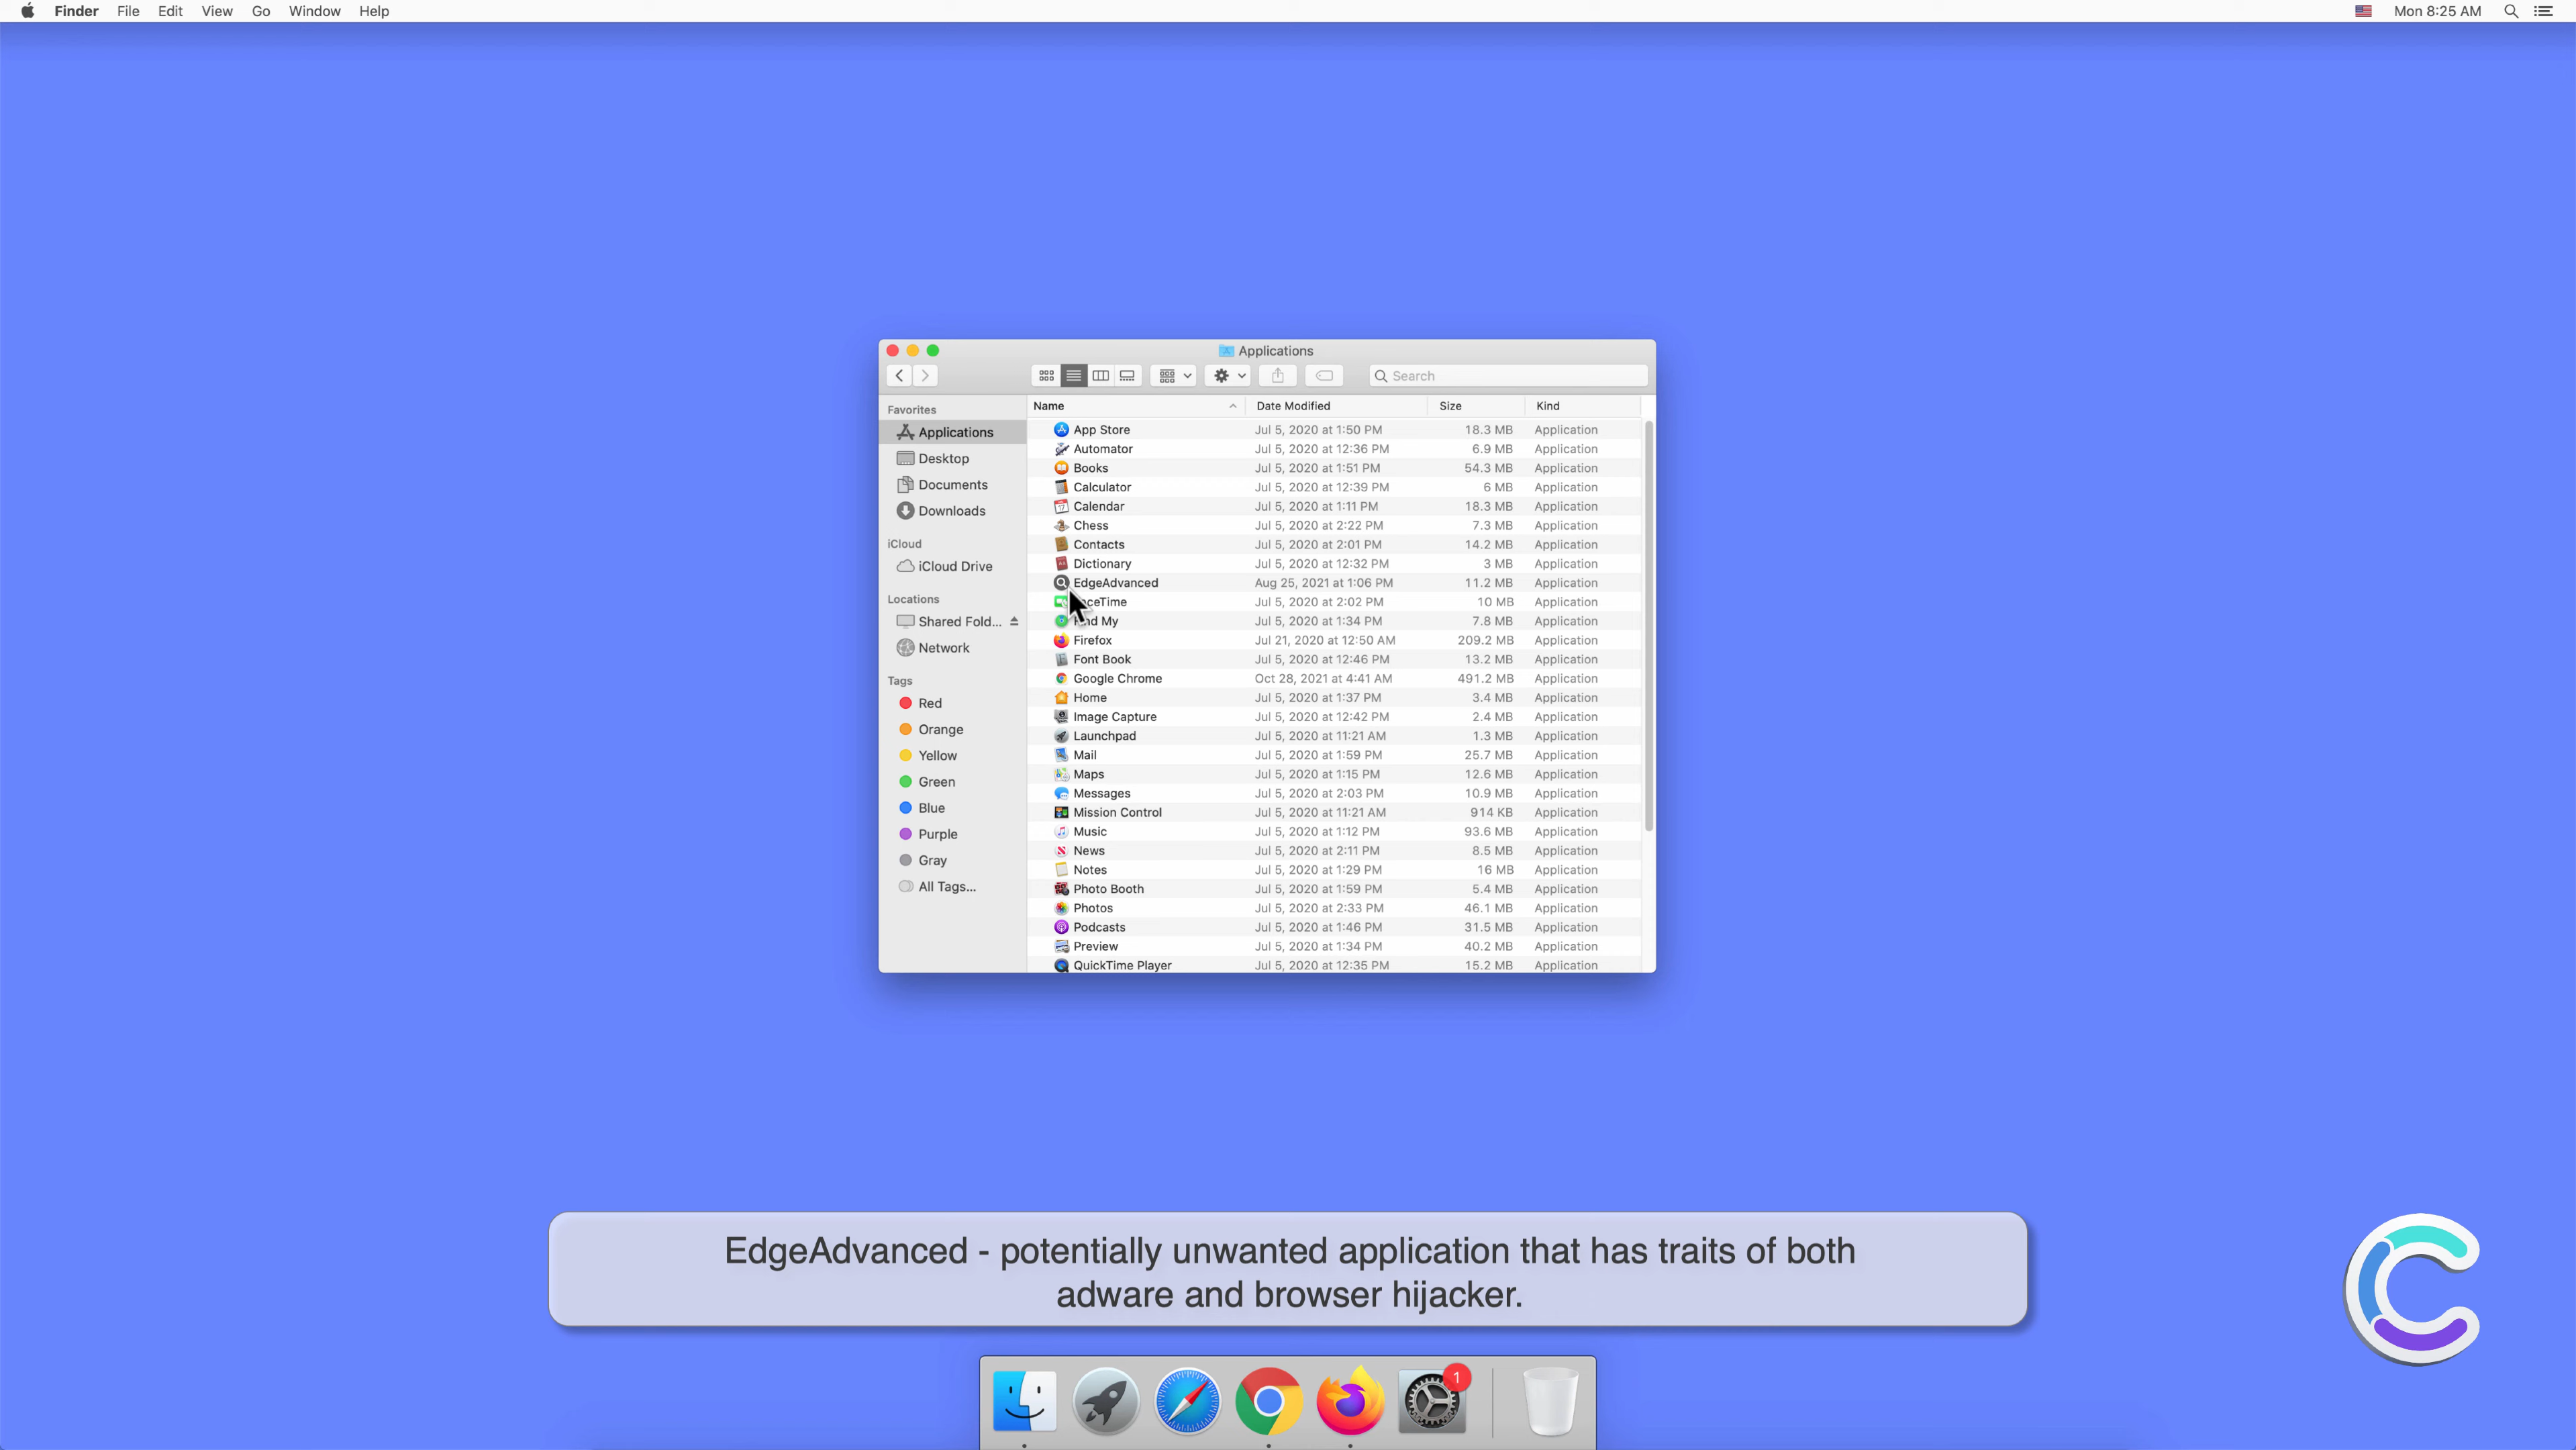 Finder File Edit View Go Window Help Mon 8:25 AM
Applications
Search
Favorites
Applications
Desktop
Documents
Downloads
iCloud
iCloud Drive
Locations
Shared Fold...
Network
Tags
Red
Orange
Yellow
Green
Blue
Purple
Gray
All Tags...
Name Date Modified Size Kind
App Store Jul 5, 2020 at 1:50 PM 18.3 MB Application
Automator Jul 5, 2020 at 12:36 PM 6.9 MB Application
Books Jul 5, 2020 at 1:51 PM 54.3 MB Application
Calculator Jul 5, 2020 at 12:39 PM 6 MB Application
Calendar Jul 5, 2020 at 1:11 PM 18.3 MB Application
Chess Jul 5, 2020 at 2:22 PM 7.3 MB Application
Contacts Jul 5, 2020 at 2:01 PM 14.2 MB Application
Dictionary Jul 5, 2020 at 12:32 PM 3 MB Application
EdgeAdvanced Aug 25, 2021 at 1:06 PM 11.2 MB Application
ceTime Jul 5, 2020 at 2:02 PM 10 MB Application
nd My Jul 5, 2020 at 1:34 PM 7.8 MB Application
Firefox Jul 21, 2020 at 12:50 AM 209.2 MB Application
Font Book Jul 5, 2020 at 12:46 PM 13.2 MB Application
Google Chrome Oct 28, 2021 at 4:41 AM 491.2 MB Application
Home Jul 5, 2020 at 1:37 PM 3.4 MB Application
Image Capture Jul 5, 2020 at 12:42 PM 2.4 MB Application
Launchpad Jul 5, 2020 at 11:21 AM 1.3 MB Application
Mail Jul 5, 2020 at 1:59 PM 25.7 MB Application
Maps Jul 5, 2020 at 1:15 PM 12.6 MB Application
Messages Jul 5, 2020 at 2:03 PM 10.9 MB Application
Mission Control Jul 5, 2020 at 11:21 AM 914 KB Application
Music Jul 5, 2020 at 1:12 PM 93.6 MB Application
News Jul 5, 2020 at 2:11 PM 8.5 MB Application
Notes Jul 5, 2020 at 1:29 PM 16 MB Application
Photo Booth Jul 5, 2020 at 1:59 PM 5.4 MB Application
Photos Jul 5, 2020 at 2:33 PM 46.1 MB Application
Podcasts Jul 5, 2020 at 1:46 PM 31.5 MB Application
Preview Jul 5, 2020 at 1:34 PM 40.2 MB Application
QuickTime Player Jul 5, 2020 at 12:35 PM 15.2 MB Application
EdgeAdvanced - potentially unwanted application that has traits of both
adware and browser hijacker.
1